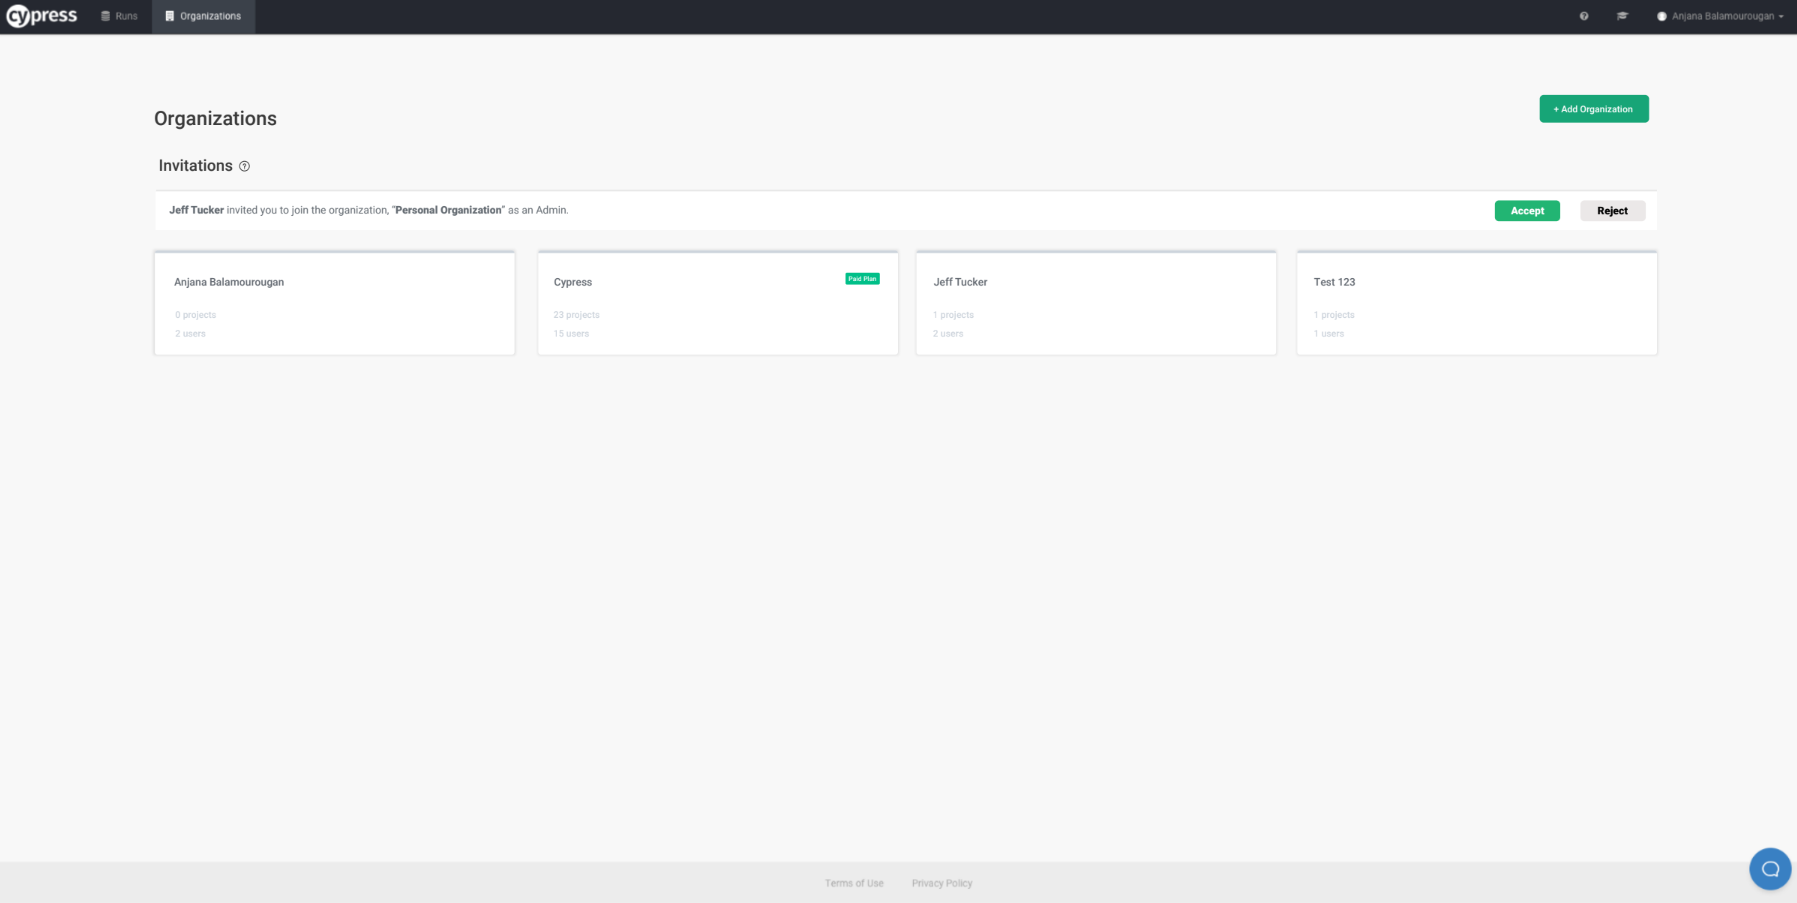 cypress Runs Organizations Anjana Balamourougan
Organizations
+ Add Organization
Invitations
Jeff Tucker invited you to join the organization, "Personal Organization" as an Admin. Accept Reject
Anjana Balamourougan
0 projects
2 users
Cypress Paid Plan
23 projects
15 users
Jeff Tucker
1 projects
2 users
Test 123
1 projects
1 users
Terms of Use Privacy Policy